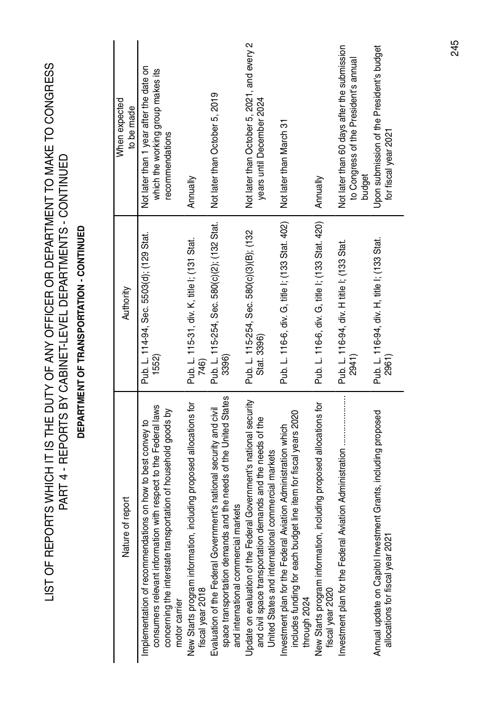 LIST OF REPORTS WHICH IT IS THE DUTY OF ANY OFFICER OR DEPARTMENT TO MAKE TO CONGRESS
PART 4 - REPORTS BY CABINET-LEVEL DEPARTMENTS - CONTINUED
DEPARTMENT OF TRANSPORTATION - CONTINUED
Nature of report
Authority
When expected
to be made
Implementation of recommendations on how to best convey to
consumers relevant information with respect to the Federal laws
concerning the interstate transportation of household goods by
motor carrier
Pub. L. 114-94, Sec. 5503(d); (129 Stat.
1552)
Not later than 1 year after the date on
which the working group makes its
recommendations
New Starts program information, including proposed allocations for
fiscal year 2018
Pub. L. 115-31, div. K, title I; (131 Stat.
746)
Annually
Evaluation of the Federal Government's national security and civil
space transportation demands and the needs of the United States
and international commercial markets
Pub. L. 115-254, Sec. 580(c)(2); (132 Stat.
3396)
Not later than October 5, 2019
Update on evaluation of the Federal Government's national security
and civil space transportation demands and the needs of the
United States and international commercial markets
Pub. L. 115-254, Sec. 580(c)(3)(B); (132
Stat. 3396)
Not later than October 5, 2021, and every 2
years until December 2024
Investment plan for the Federal Aviation Administration which
includes funding for each budget line item for fiscal years 2020
through 2024
Pub. L. 116-6, div. G, title I; (133 Stat. 402)
Not later than March 31
New Starts program information, including proposed allocations for
fiscal year 2020
Pub. L. 116-6, div. G, title I; (133 Stat. 420)
Annually
Investment plan for the Federal Aviation Administration ....................
Pub. L. 116-94, div. H title I; (133 Stat.
2941)
Not later than 60 days after the submission
to Congress of the President's annual
budget
Annual update on Capitol Investment Grants, including proposed
allocations for fiscal year 2021
Pub. L. 116-94, div. H, title I; (133 Stat.
2961)
Upon submission of the President's budget
for fiscal year 2021
245